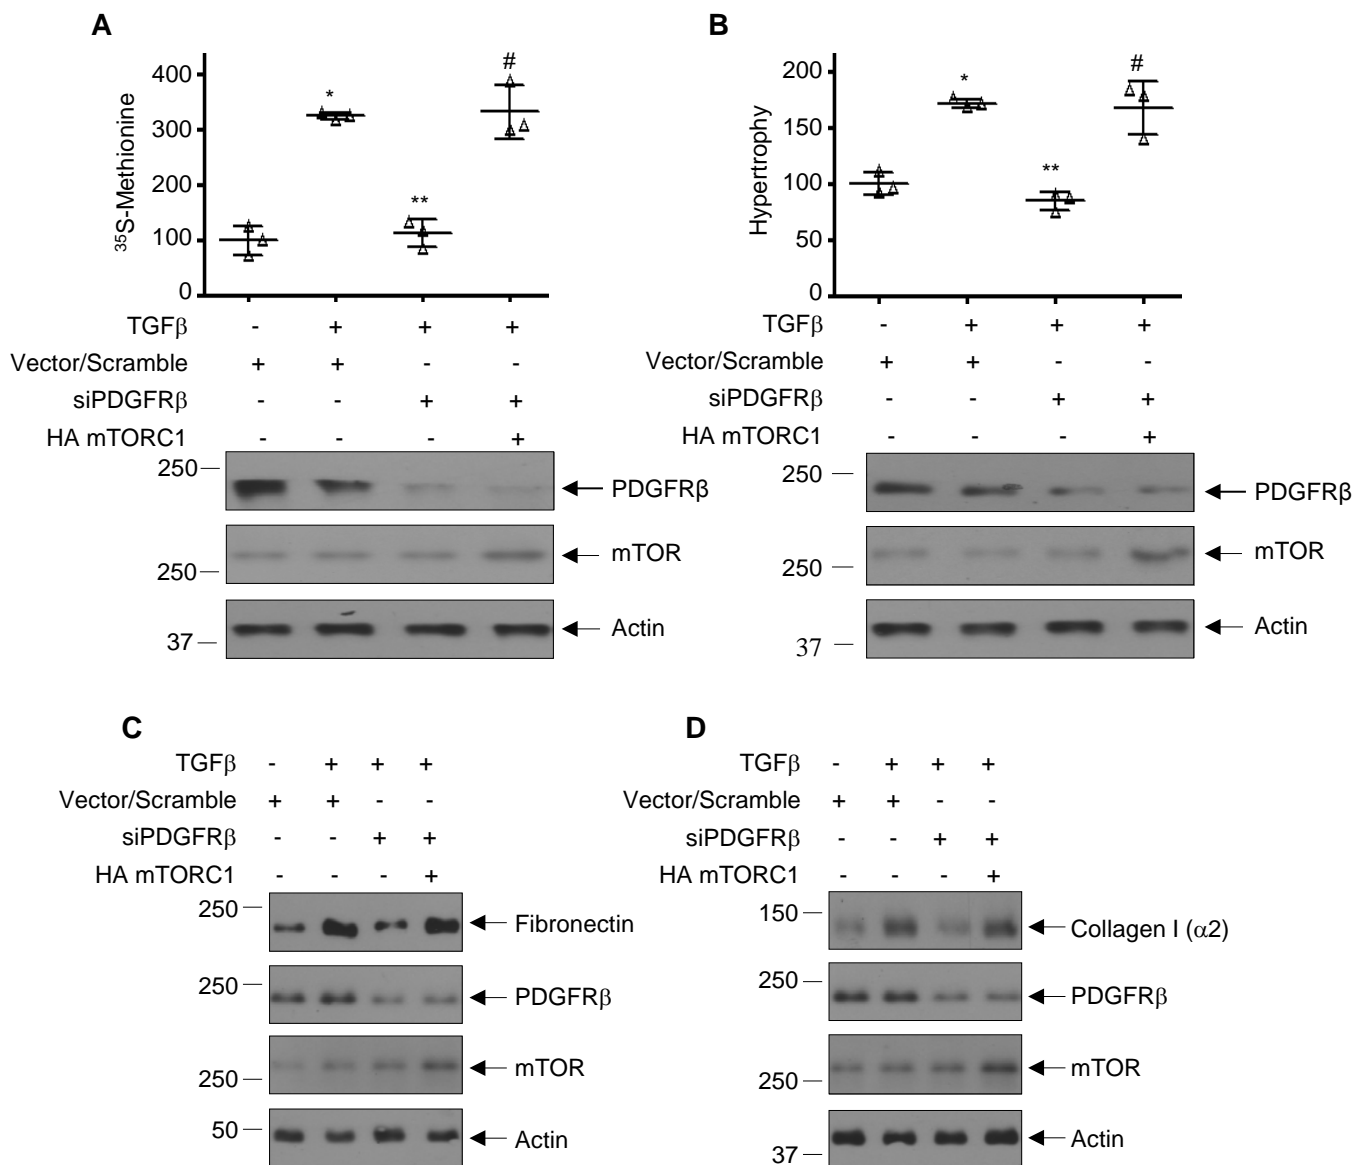 A
³⁵S-Methionine
400
300
200
100
0
*
**
#
TGFβ - + + +
Vector/Scramble + + - -
siPDGFRβ - - + +
HA mTORC1 - - - +
250
PDGFRβ
mTOR
250
Actin
37
B
Hypertrophy
200
150
100
50
0
*
**
#
TGFβ - + + +
Vector/Scramble + + - -
siPDGFRβ - - + +
HA mTORC1 - - - +
250
PDGFRβ
mTOR
250
Actin
37
C
TGFβ - + + +
Vector/Scramble + + - -
siPDGFRβ - - + +
HA mTORC1 - - - +
250
Fibronectin
250
PDGFRβ
mTOR
250
50
Actin
D
TGFβ - + + +
Vector/Scramble + + - -
siPDGFRβ - - + +
HA mTORC1 - - - +
150
Collagen I (α2)
250
PDGFRβ
mTOR
250
Actin
37